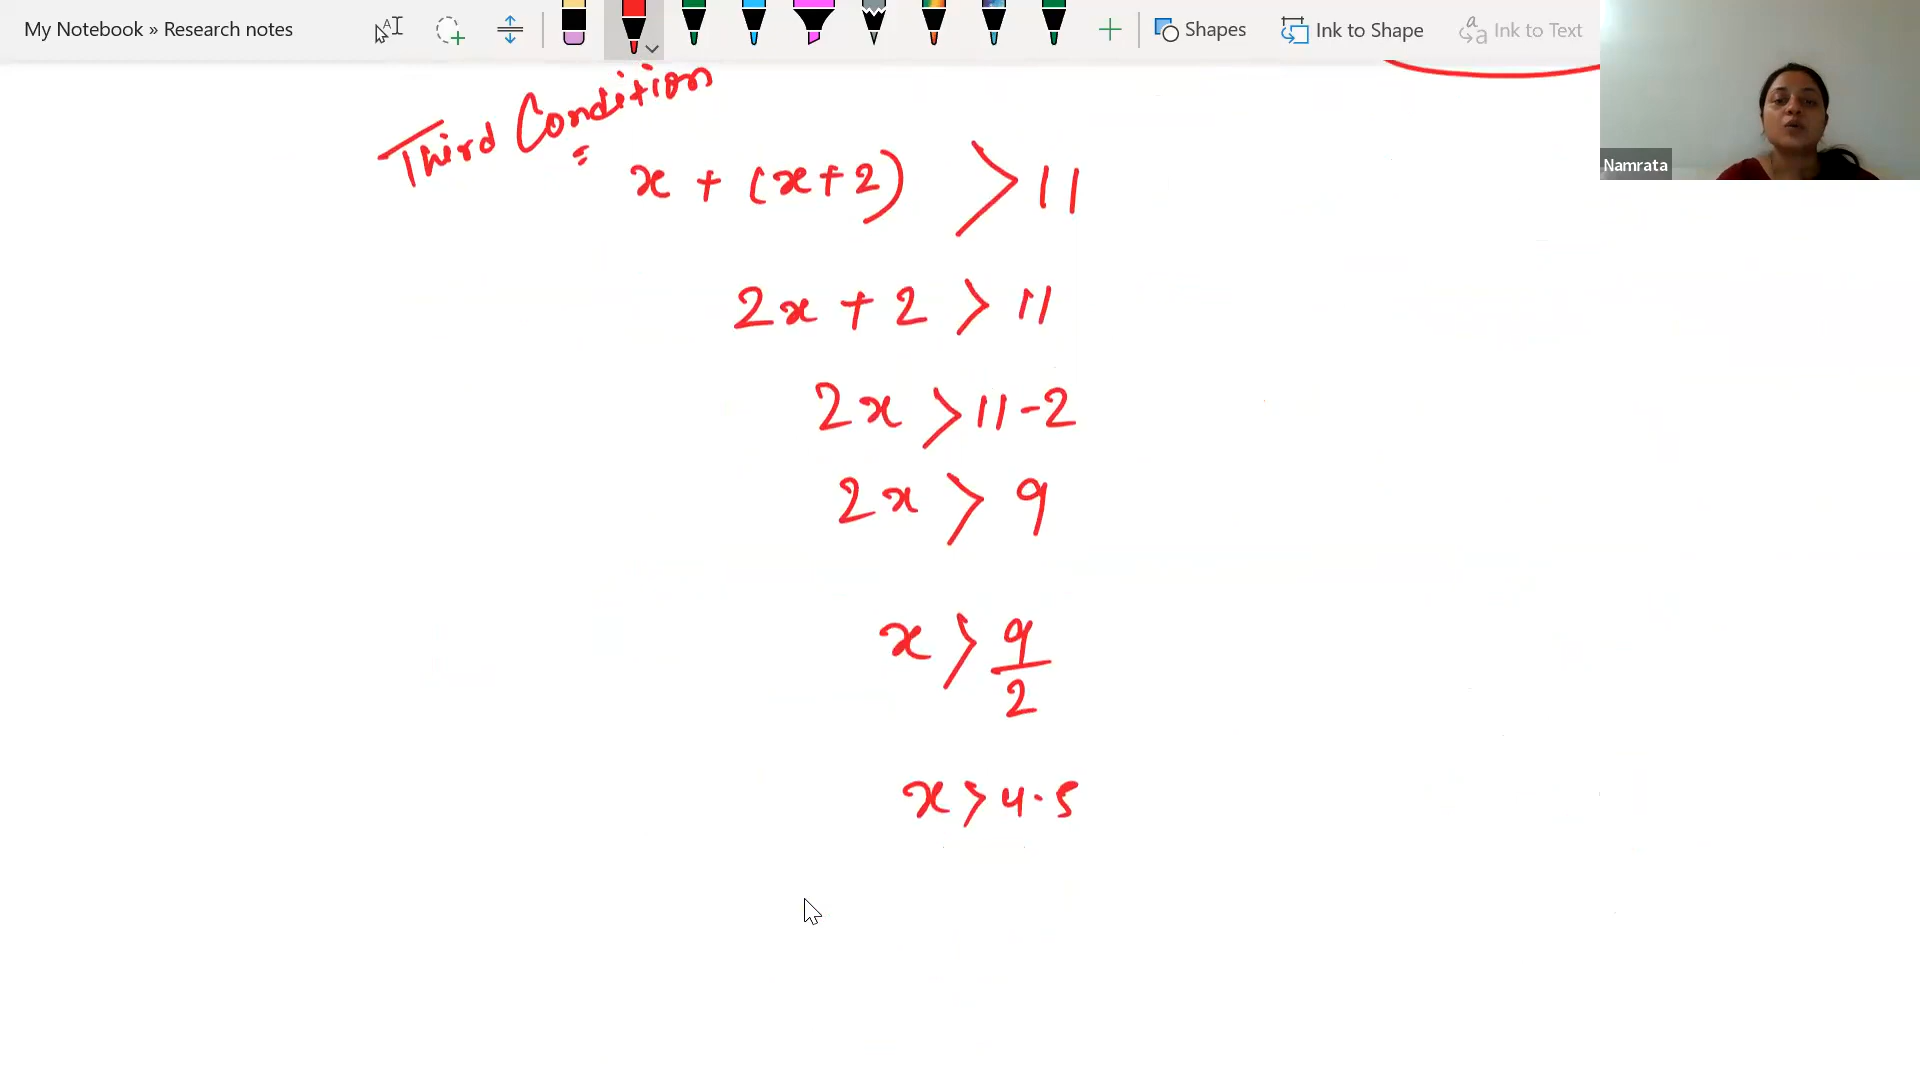 My Notebook » Research notes
Shapes
Ink to Shape
Ink to Text
Namrata
Third Condition
x + (x+2) > 11
2x + 2 > 11
2x > 11-2
2x > 9
x > 9/2
x > 4.5